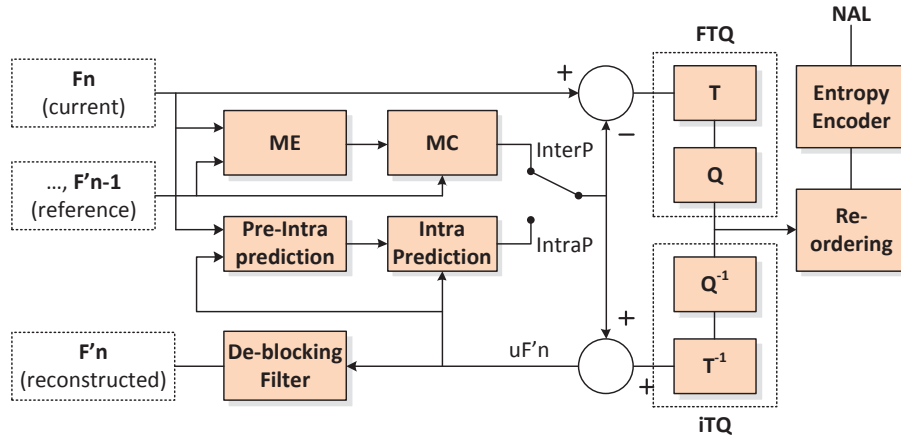 NAL
FTQ
Fn
(current)
+
T
Entropy
Encoder
ME
MC
InterP
–
Q
..., F'n-1
(reference)
Pre-Intra
prediction
Intra
Prediction
IntraP
Re-
ordering
Q-1
+
F'n
(reconstructed)
De-blocking
Filter
uF'n
+
T-1
iTQ